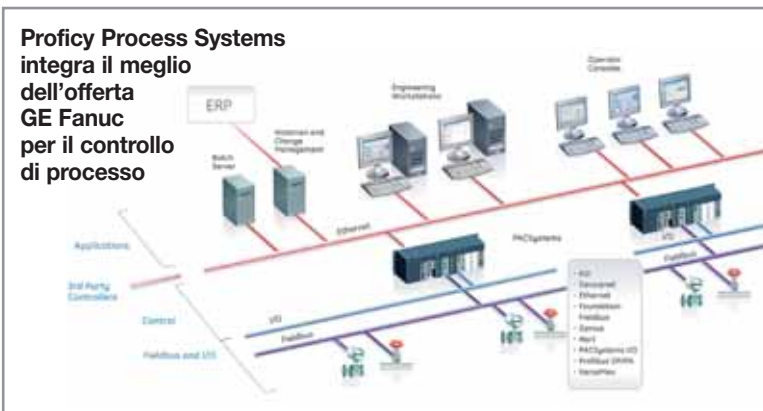 Proficy Process Systems
integra il meglio
dell'offerta
GE Fanuc
per il controllo
di processo
ERP
Batch
Server
Historian and
Change
Management
Engineering
Workstations
Operator
Consoles
Ethernet
PACSystems
Applications
3rd Party
Controllers
Control
Fieldbus and I/O
I/O
Fieldbus
I/O
Fieldbus
- Devicenet
- Ethernet
- Foundation
Fieldbus
- Genius
- Hart
- PACSystems I/O
- Profibus DP/PA
- VersaMax